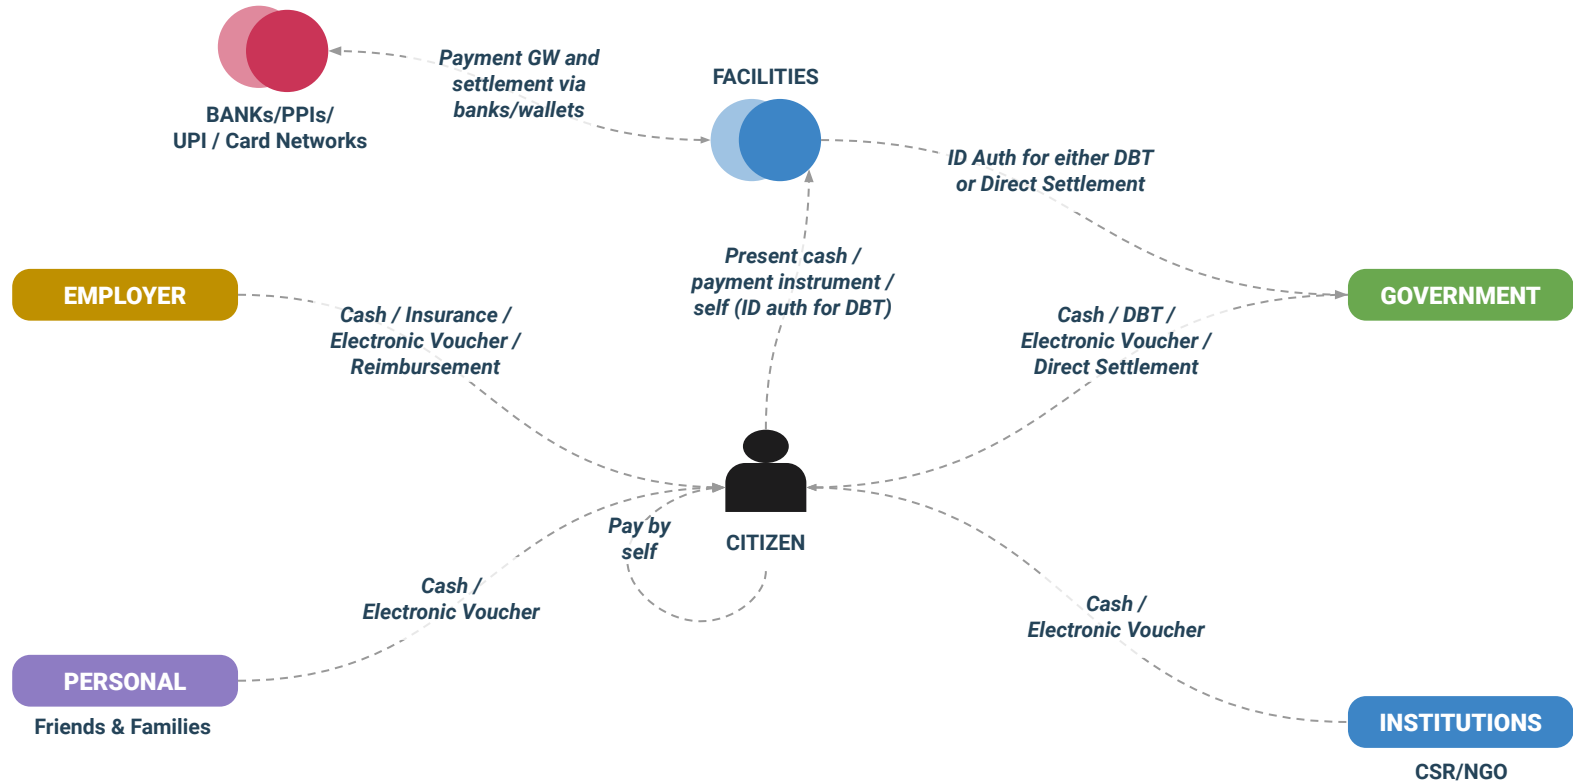 Payment GW and
settlement via
banks/wallets
FACILITIES
BANKs/PPIs/
UPI / Card Networks
ID Auth for either DBT
or Direct Settlement
Present cash /
payment instrument /
self (ID auth for DBT)
EMPLOYER
Cash / Insurance /
Electronic Voucher /
Reimbursement
Cash / DBT /
Electronic Voucher /
Direct Settlement
GOVERNMENT
Pay by
self
CITIZEN
Cash /
Electronic Voucher
Cash /
Electronic Voucher
PERSONAL
Friends & Families
INSTITUTIONS
CSR/NGO